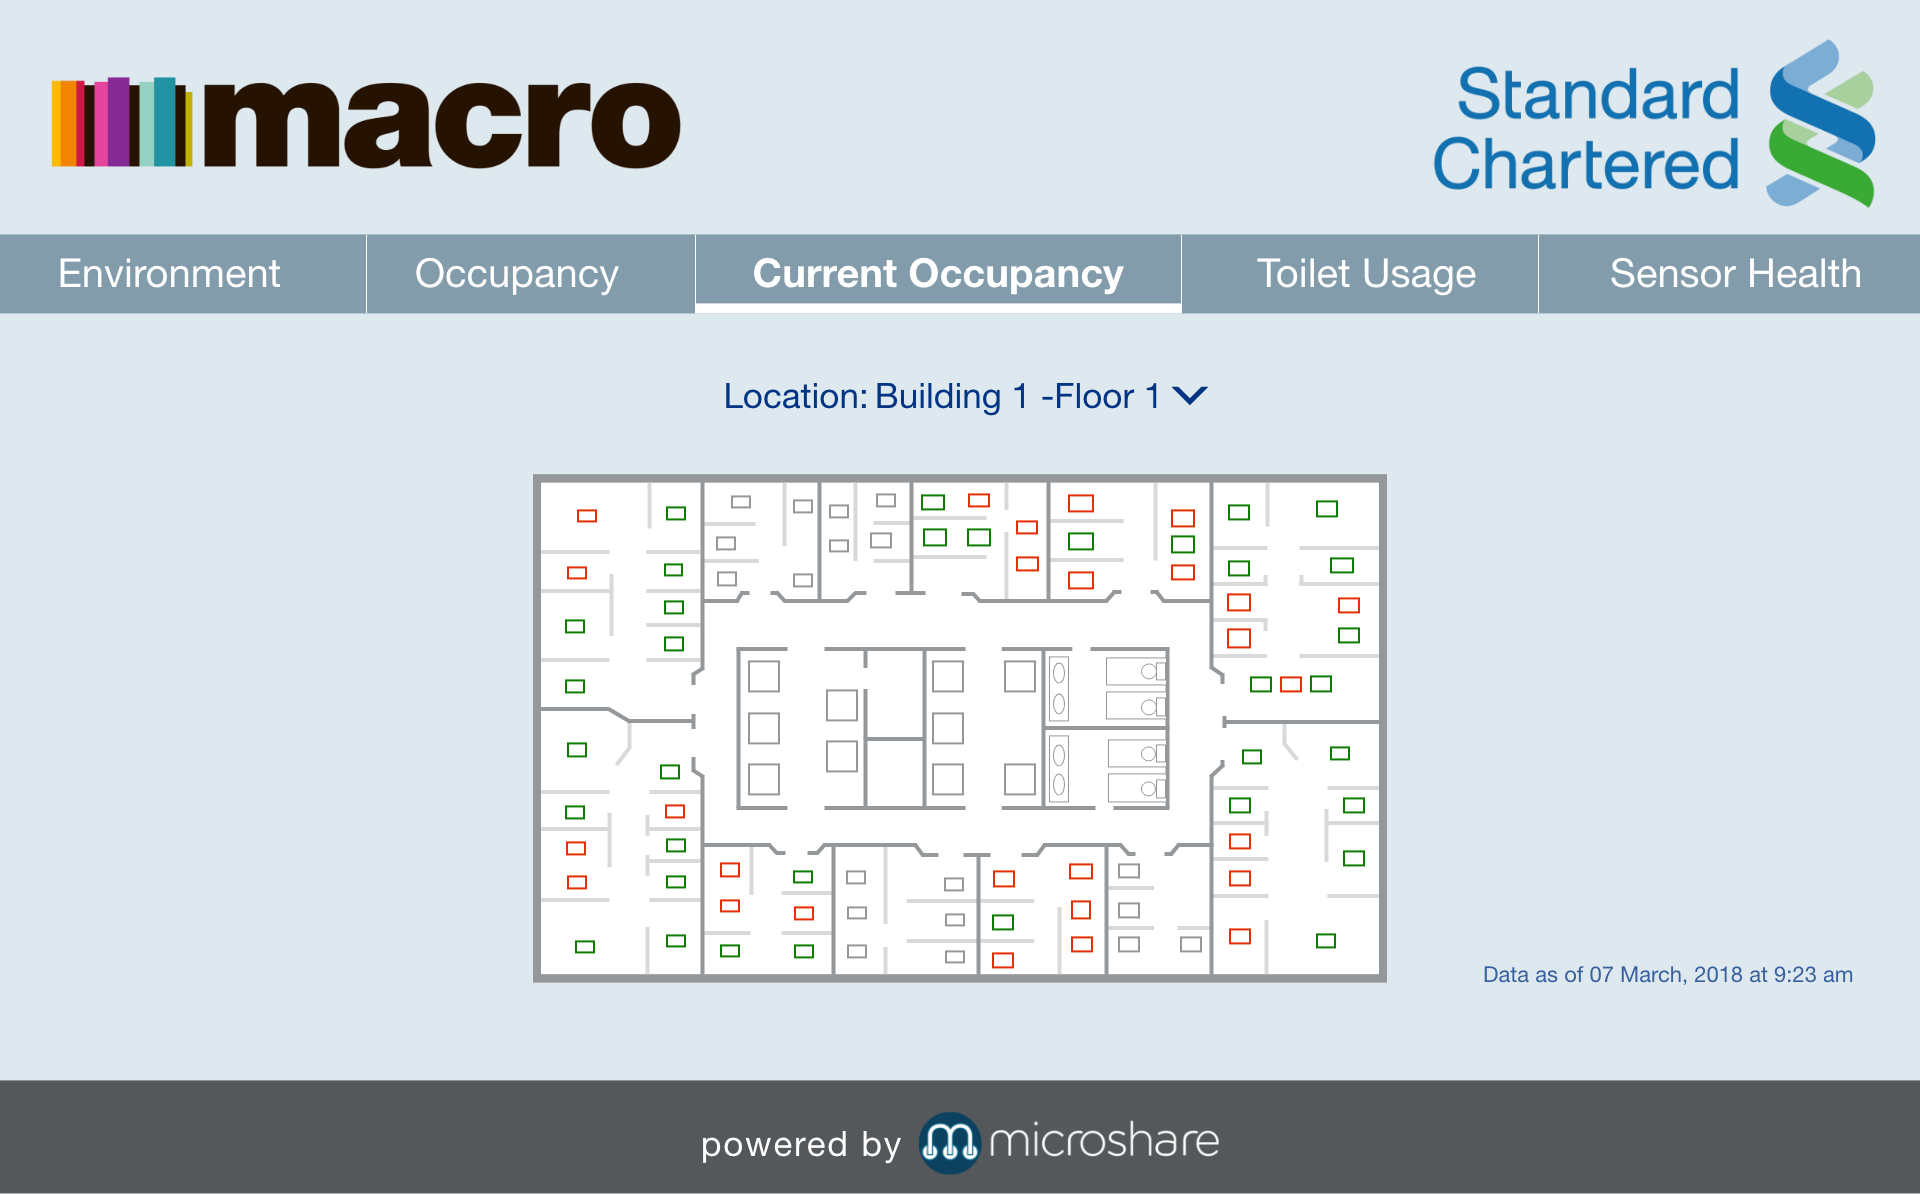 macro
Standard
Chartered
Environment
Occupancy
Current Occupancy
Toilet Usage
Sensor Health
Location: Building 1 -Floor 1
Data as of 07 March, 2018 at 9:23 am
powered by microshare